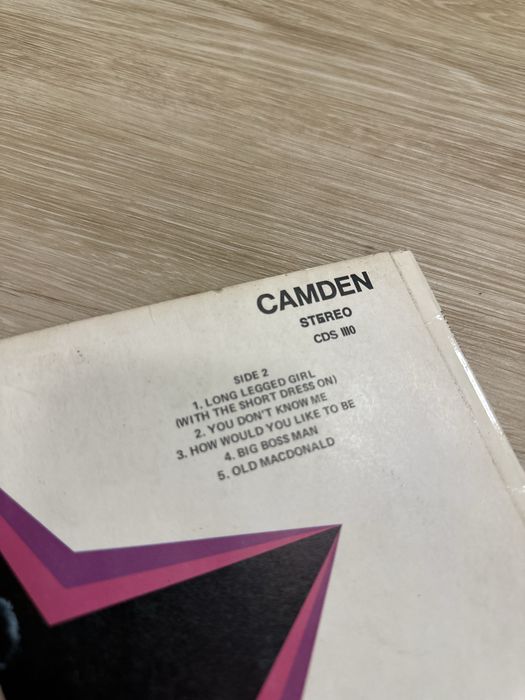 CAMDEN
STEREO
CDS 1110
SIDE 2
1. LONG LEGGED GIRL
(WITH THE SHORT DRESS ON)
2. YOU DON'T KNOW ME
3. HOW WOULD YOU LIKE TO BE
4. BIG BOSS MAN
5. OLD MACDONALD